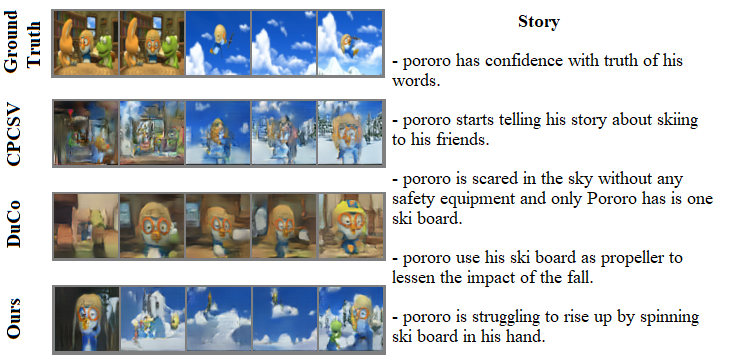 Ground
Truth
CPCSV
DuCo
Ours
Story
- pororo has confidence with truth of his
words.
- pororo starts telling his story about skiing
to his friends.
- pororo is scared in the sky without any
safety equipment and only Pororo has is one
ski board.
- pororo use his ski board as propeller to
lessen the impact of the fall.
- pororo is struggling to rise up by spinning
ski board in his hand.